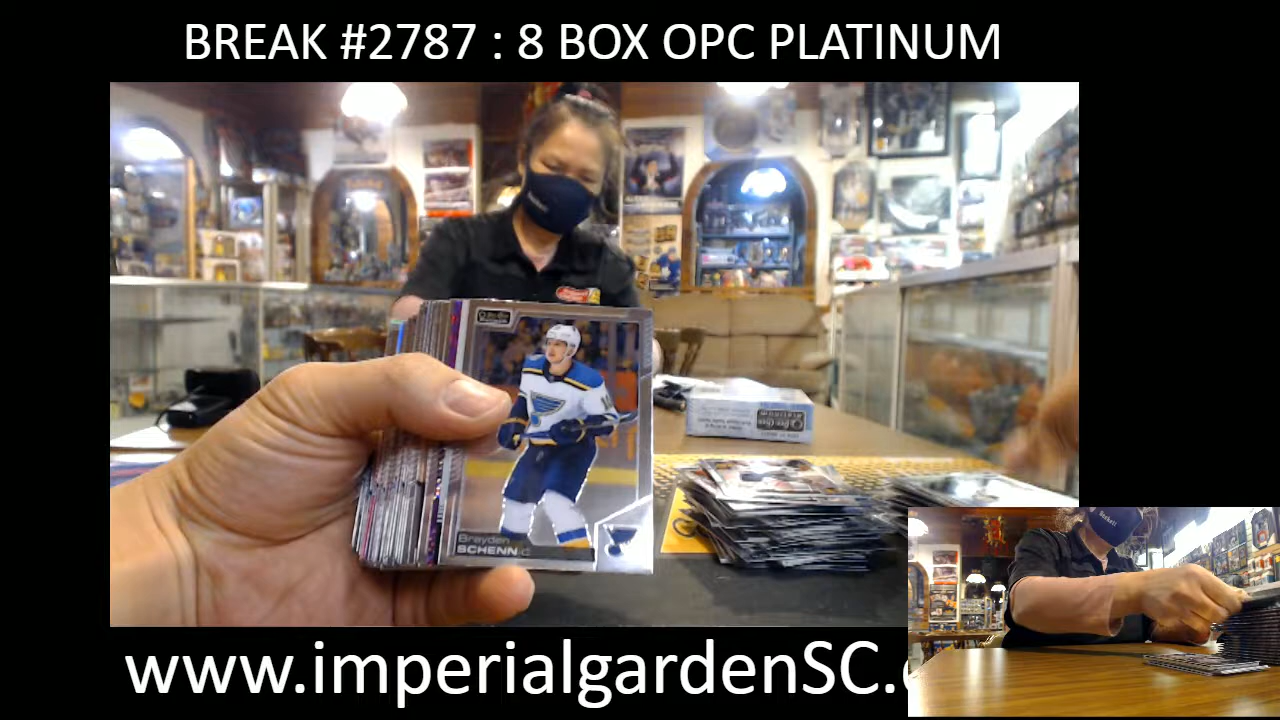 BREAK #2787 : 8 BOX OPC PLATINUM
Brayden
SCHENN C
www.imperialgardenSC.